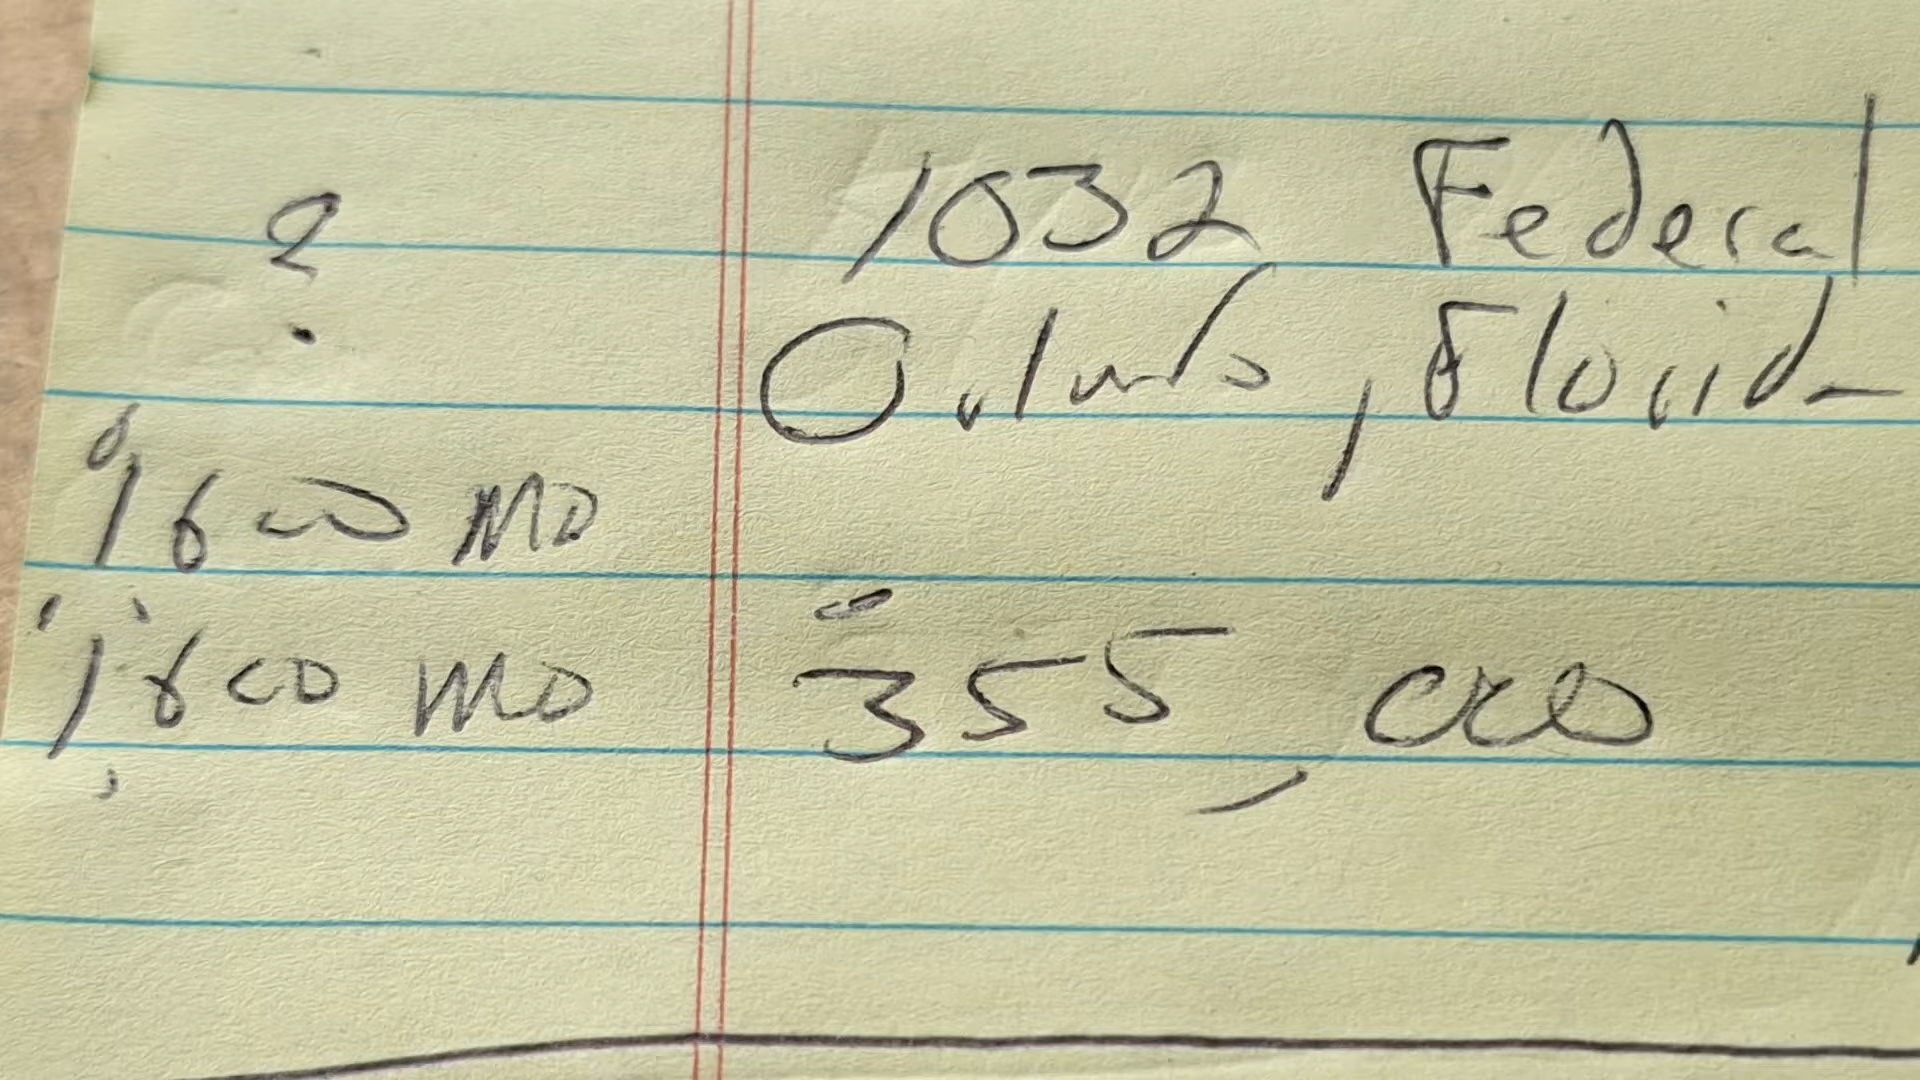 ? 1032 Federal
Orlando, Florida
1600 MO
1600 MO 355,000